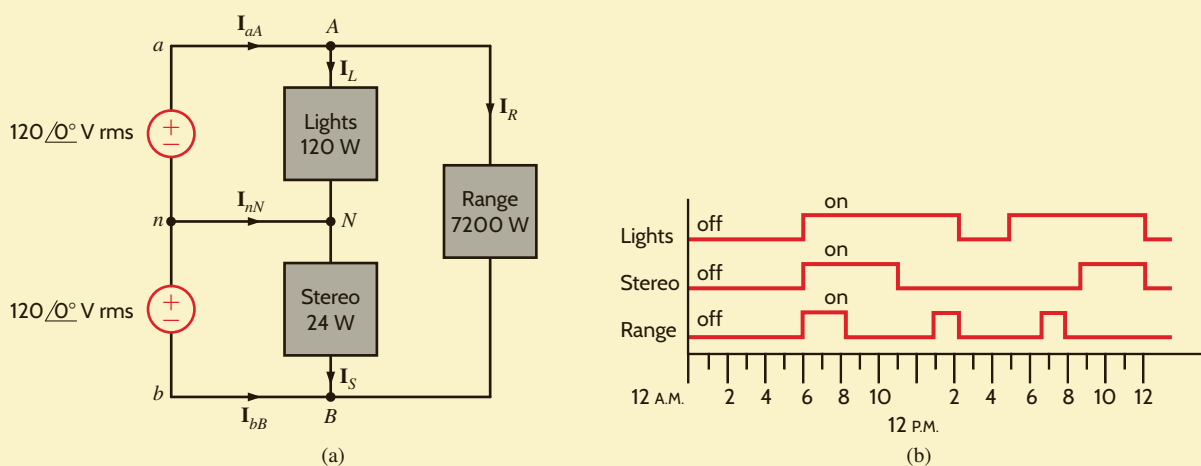 I_aA
A
a
I_L
I_R
Lights
120 W
120 /0° V rms
+
−
I_nN
n
N
Range
7200 W
Stereo
24 W
120 /0° V rms
+
−
I_S
b
I_bB
B
(a)
on
Lights
off
Stereo
off
on
Range
off
12 A.M.
2
4
6
8
10
2
4
6
8
10
12
12 P.M.
(b)